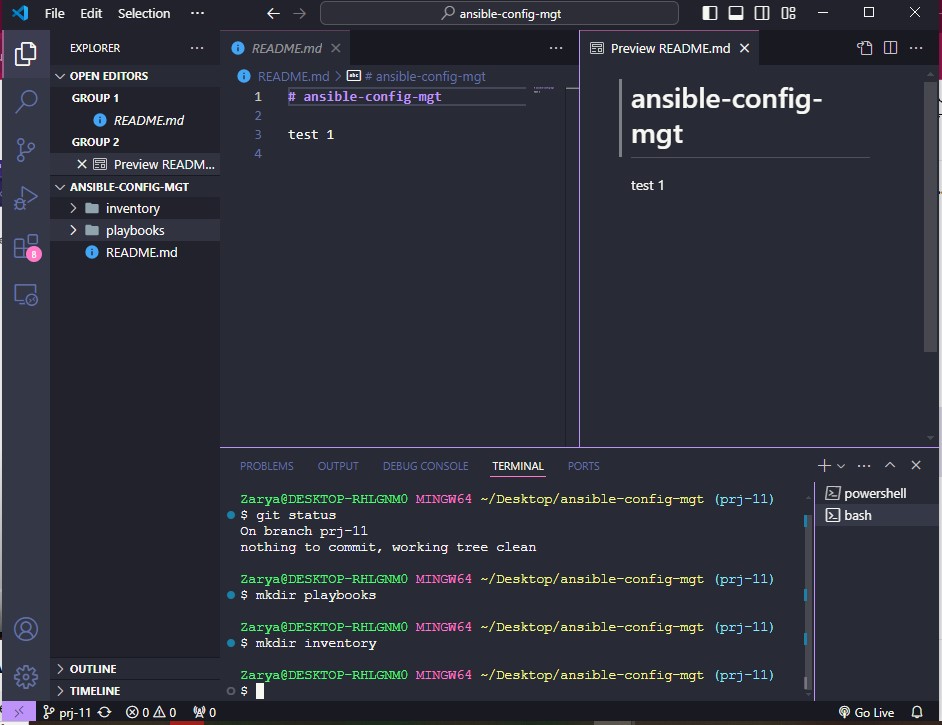 File Edit Selection ··· ansible-config-mgt
EXPLORER ···
OPEN EDITORS
GROUP 1
README.md
GROUP 2
Preview READM...
ANSIBLE-CONFIG-MGT
inventory
playbooks
README.md
8
OUTLINE
TIMELINE
README.md ···
README.md > # ansible-config-mgt
1 # ansible-config-mgt
2
3 test 1
4
Preview README.md ···
ansible-config-
mgt
test 1
PROBLEMS OUTPUT DEBUG CONSOLE TERMINAL PORTS ···
powershell
bash
Zarya@DESKTOP-RHLGNM0 MINGW64 ~/Desktop/ansible-config-mgt (prj-11)
$ git status
On branch prj-11
nothing to commit, working tree clean
Zarya@DESKTOP-RHLGNM0 MINGW64 ~/Desktop/ansible-config-mgt (prj-11)
$ mkdir playbooks
Zarya@DESKTOP-RHLGNM0 MINGW64 ~/Desktop/ansible-config-mgt (prj-11)
$ mkdir inventory
Zarya@DESKTOP-RHLGNM0 MINGW64 ~/Desktop/ansible-config-mgt (prj-11)
$
prj-11 0 0 0 Go Live